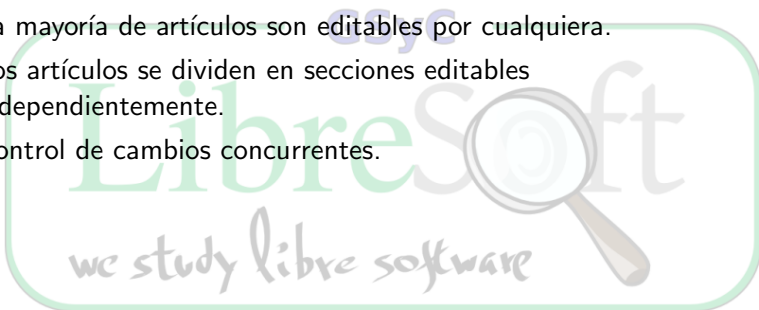 GSyC
a mayoría de artículos son editables por cualquiera.
os artículos se dividen en secciones editables
dependientemente.
ontrol de cambios concurrentes.
LibreSoft
we study libre software